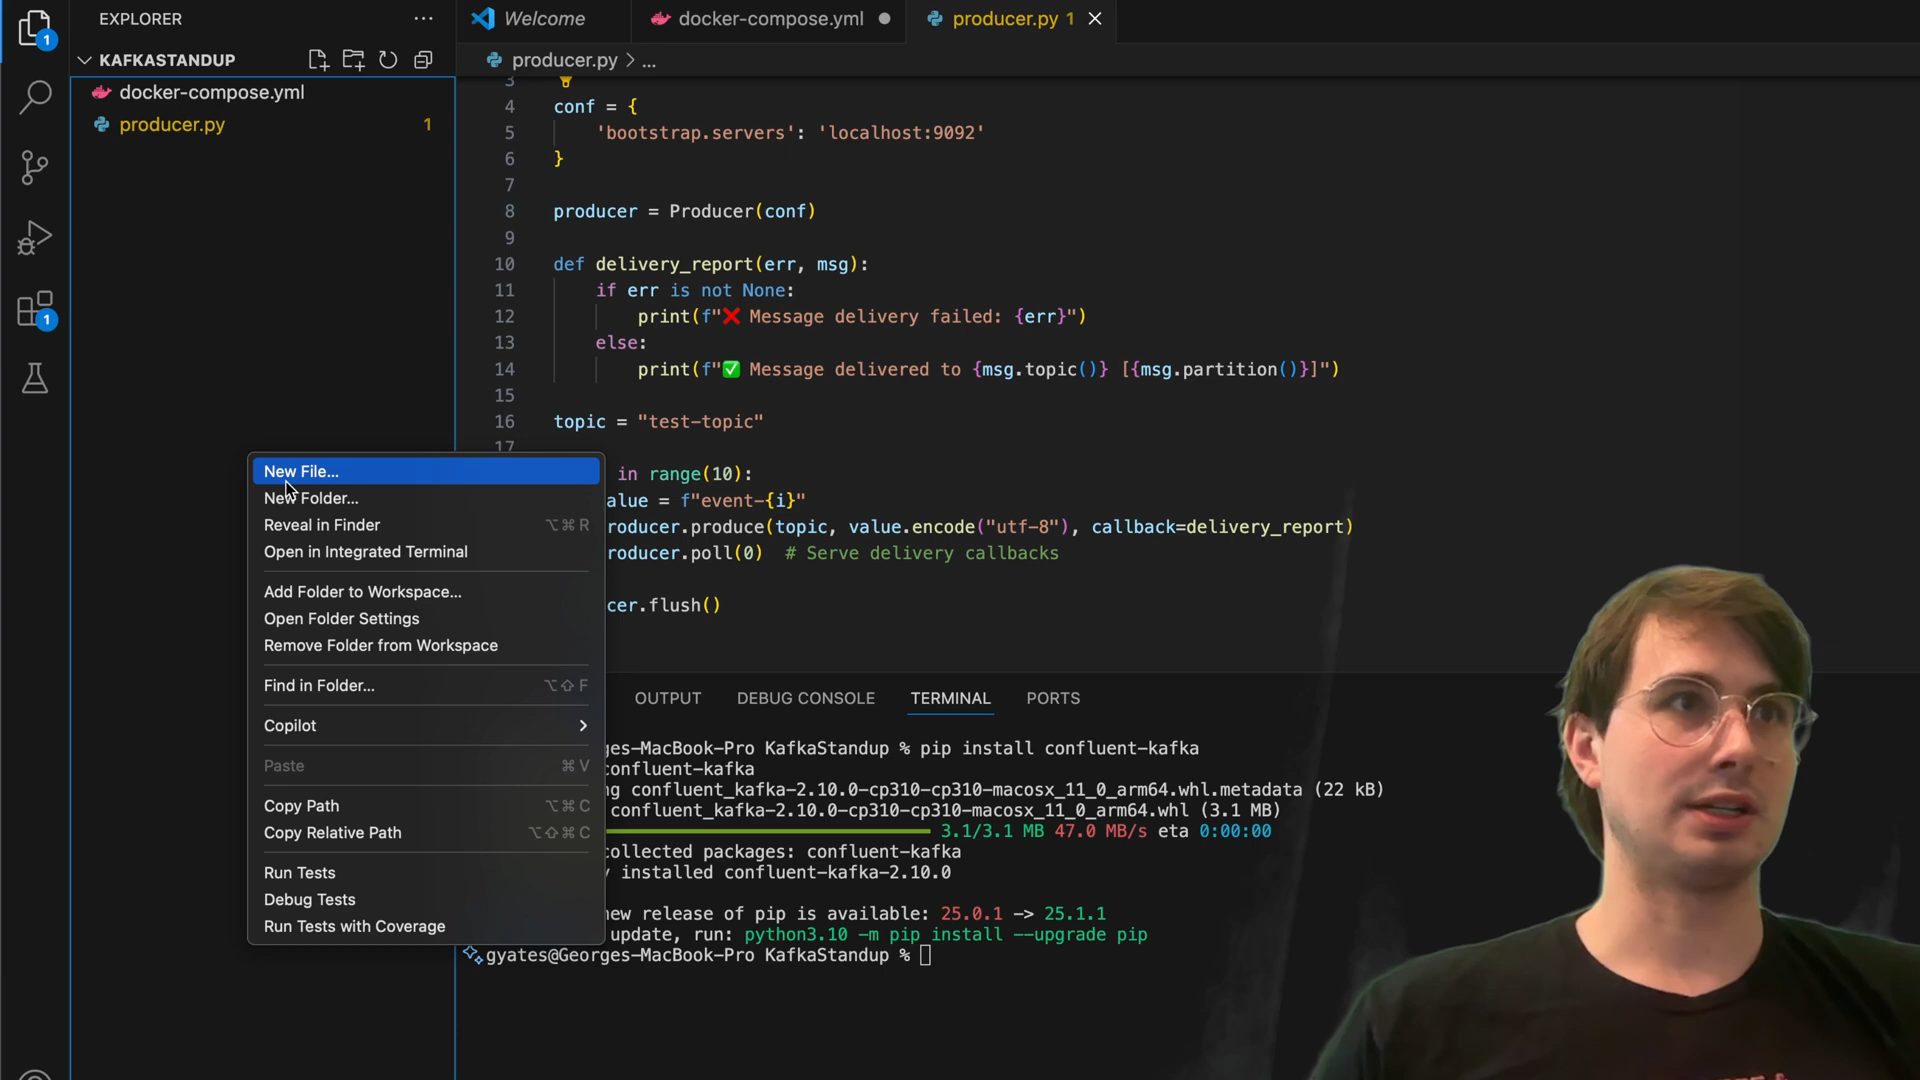 EXPLORER
Welcome
docker-compose.yml
producer.py 1
KAFKASTANDUP
producer.py > ...
docker-compose.yml
producer.py 1
3
4 conf = {
5 'bootstrap.servers': 'localhost:9092'
6 }
7
8 producer = Producer(conf)
9
10 def delivery_report(err, msg):
11 if err is not None:
12 print(f"❌ Message delivery failed: {err}")
13 else:
14 print(f"✅ Message delivered to {msg.topic()} [{msg.partition()}]")
15
16 topic = "test-topic"
17
in range(10):
alue = f"event-{i}"
roducer.produce(topic, value.encode("utf-8"), callback=delivery_report)
roducer.poll(0) # Serve delivery callbacks
cer.flush()
New File...
New Folder...
Reveal in Finder ⌥⌘R
Open in Integrated Terminal
Add Folder to Workspace...
Open Folder Settings
Remove Folder from Workspace
Find in Folder... ⌥⇧F
Copilot
Paste ⌘V
Copy Path ⌥⌘C
Copy Relative Path ⌥⇧⌘C
Run Tests
Debug Tests
Run Tests with Coverage
OUTPUT DEBUG CONSOLE TERMINAL PORTS
ges-MacBook-Pro KafkaStandup % pip install confluent-kafka
confluent-kafka
ng confluent_kafka-2.10.0-cp310-cp310-macosx_11_0_arm64.whl.metadata (22 kB)
confluent_kafka-2.10.0-cp310-cp310-macosx_11_0_arm64.whl (3.1 MB)
3.1/3.1 MB 47.0 MB/s eta 0:00:00
ollected packages: confluent-kafka
y installed confluent-kafka-2.10.0
new release of pip is available: 25.0.1 -> 25.1.1
update, run: python3.10 -m pip install --upgrade pip
gyates@Georges-MacBook-Pro KafkaStandup %
1
1